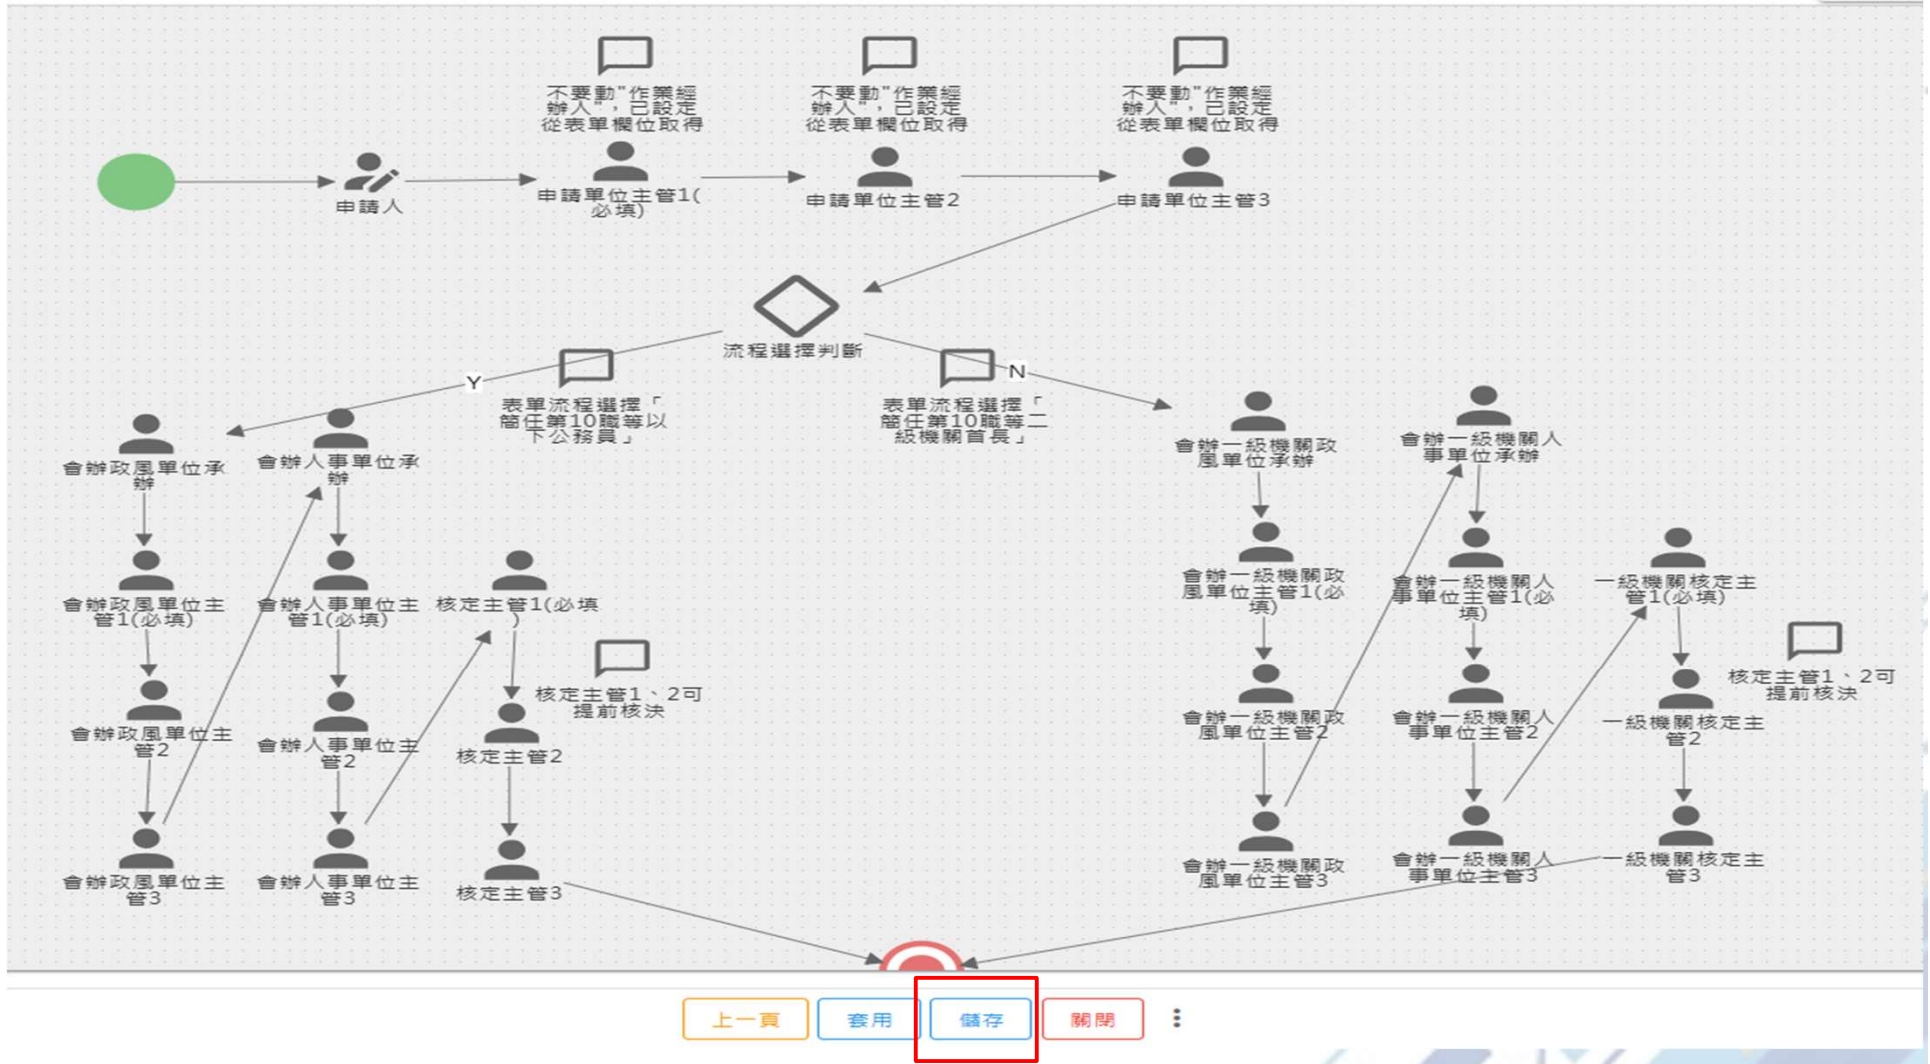 不要動"作業經
辦人"，已設定
從表單欄位取得
不要動"作業經
辦人"，已設定
從表單欄位取得
不要動"作業經
辦人"，已設定
從表單欄位取得
申請人
申請單位主管1(
必填)
申請單位主管2
申請單位主管3
流程選擇判斷
Y
N
表單流程選擇「
簡任第10職等以
下公務員」
表單流程選擇「
簡任第10職等二
級機關首長」
會辦政風單位承
辦
會辦人事單位承
辦
會辦一級機關政
風單位承辦
會辦一級機關人
事單位承辦
會辦政風單位主
管1(必填)
會辦人事單位主
管1(必填)
核定主管1(必填
)
會辦一級機關政
風單位主管1(必
填)
會辦一級機關人
事單位主管1(必
填)
一級機關核定主
管1(必填)
核定主管1、2可
提前核決
核定主管1、2可
提前核決
會辦政風單位主
管2
會辦人事單位主
管2
核定主管2
會辦一級機關政
風單位主管2
會辦一級機關人
事單位主管2
一級機關核定主
管2
會辦政風單位主
管3
會辦人事單位主
管3
核定主管3
會辦一級機關政
風單位主管3
會辦一級機關人
事單位主管3
一級機關核定主
管3
上一頁
套用
儲存
關閉